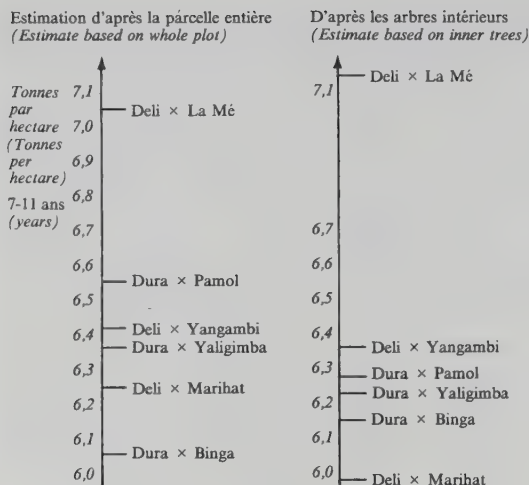 Estimation d'après la parcelle entière
(Estimate based on whole plot)
Tonnes
par
hectare
(Tonnes
per
hectare)
7-11 ans
(years)
7,1
7,0
6,9
6,8
6,7
6,6
6,5
6,4
6,3
6,2
6,1
6,0
Deli × La Mé
Dura × Pamol
Deli × Yangambi
Dura × Yaligimba
Deli × Marihat
Dura × Binga
D'après les arbres intérieurs
(Estimate based on inner trees)
7,1
6,7
6,6
6,5
6,4
6,3
6,2
6,1
6,0
Deli × La Mé
Deli × Yangambi
Dura × Pamol
Dura × Yaligimba
Dura × Binga
Deli × Marihat